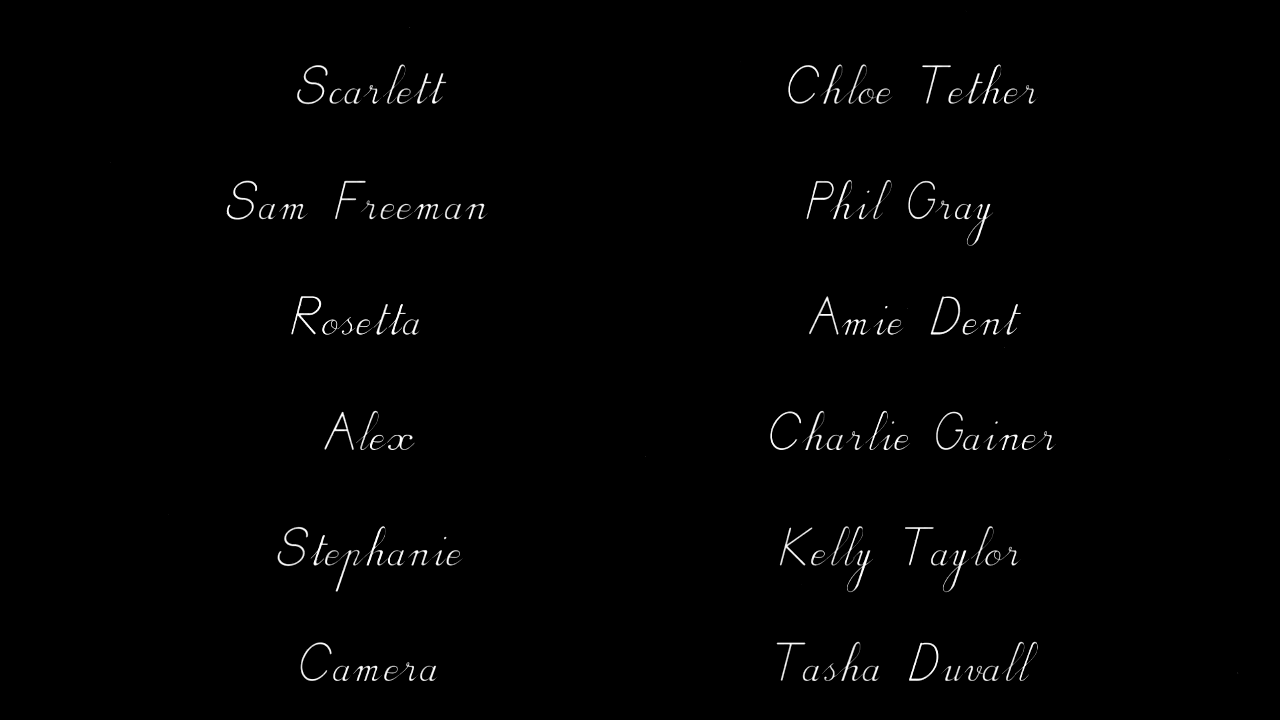 Scarlett Chloe Tether
Sam Freeman Phil Gray
Rosetta Amie Dent
Alex Charlie Gainer
Stephanie Kelly Taylor
Camera Tasha Duvall